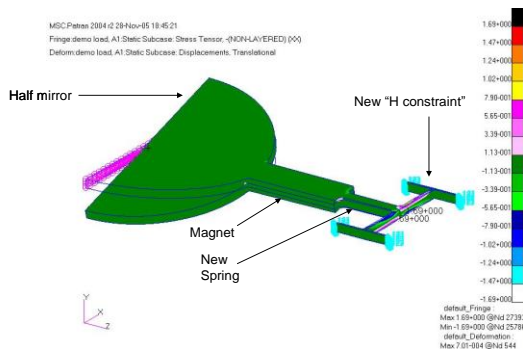 MSC.Patran 2004 r2 28-Nov-05 18:45:21
Fringe:demo load, A1:Static Subcase: Stress Tensor, -(NON-LAYERED) (XX)
Deform:demo load, A1:Static Subcase: Displacements, Translational
Half mirror
New “H constraint”
Magnet
New
Spring
1.69+000
1.47+000
1.24+000
1.02+000
7.90-001
5.65-001
3.39-001
1.13-001
-1.13-001
-3.39-001
-5.65-001
-7.90-001
-1.02+000
-1.24+000
-1.47+000
-1.69+000
Y
X
Z
default_Fringe :
Max 1.69+000 @Nd
Min -1.69+000 @Nd
default_Deformation :
Max 7.01-004 @Nd 544